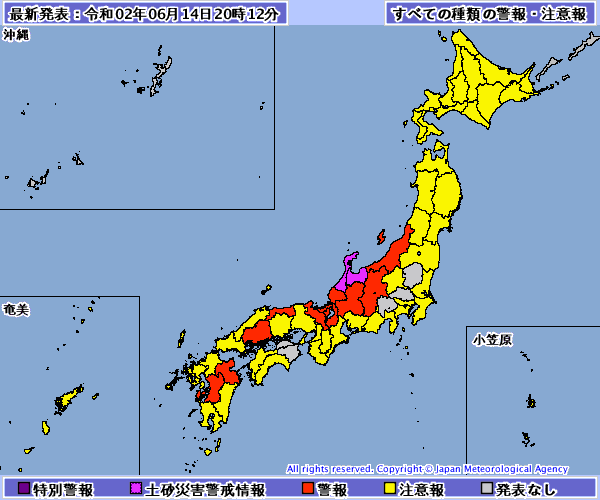 最新発表：令和02年06月14日20時12分
すべての種類の警報・注意報
沖縄
奄美
小笠原
All rights reserved. Copyright © Japan Meteorological Agency
特別警報 土砂災害警戒情報 警報 注意報 発表なし